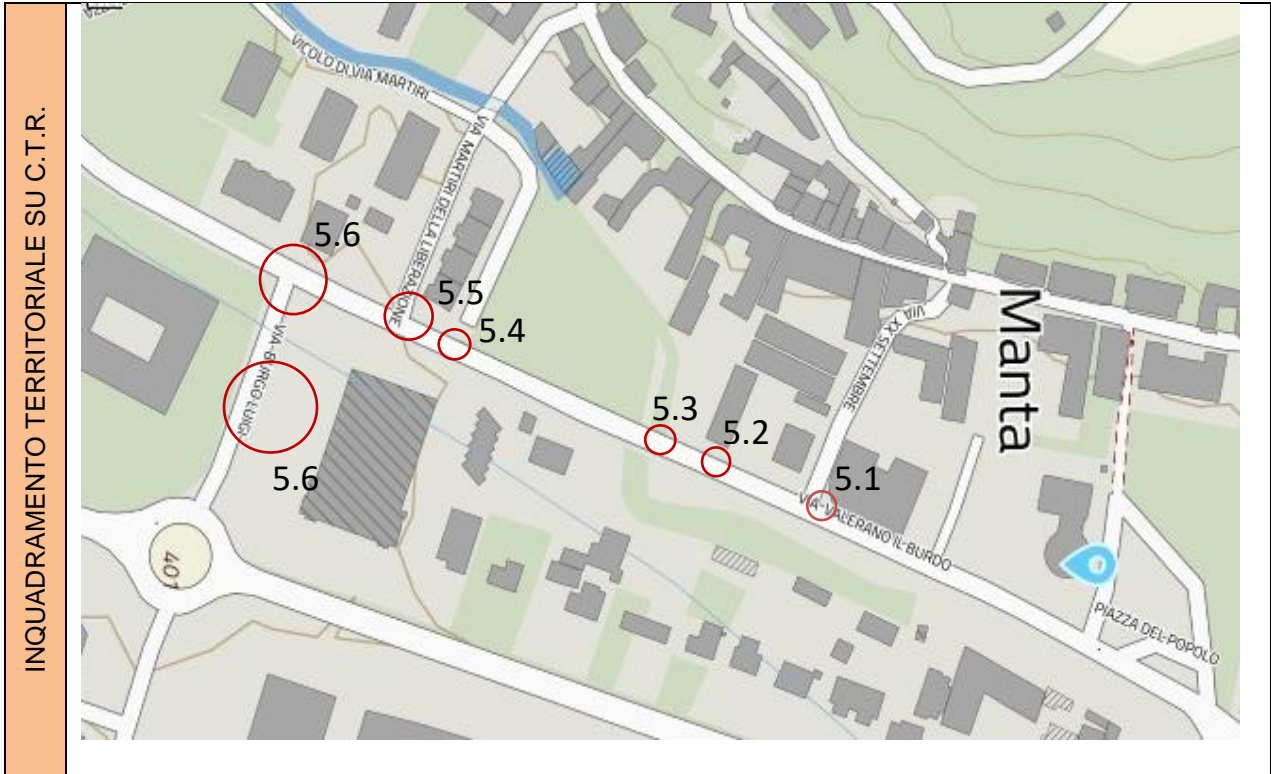 INQUADRAMENTO TERRITORIALE SU C.T.R.
VICOLO DI VIA MARTIRI
VIA MARTIRI DELLA LIBERAZIONE
5.6
5.5
5.4
VIA BURGO LUIGI
5.6
5.3
5.2
VIA XX SETTEMBRE
Manta
5.1
VIA VALERANO IL BURDO
401
PIAZZA DEL POPOLO